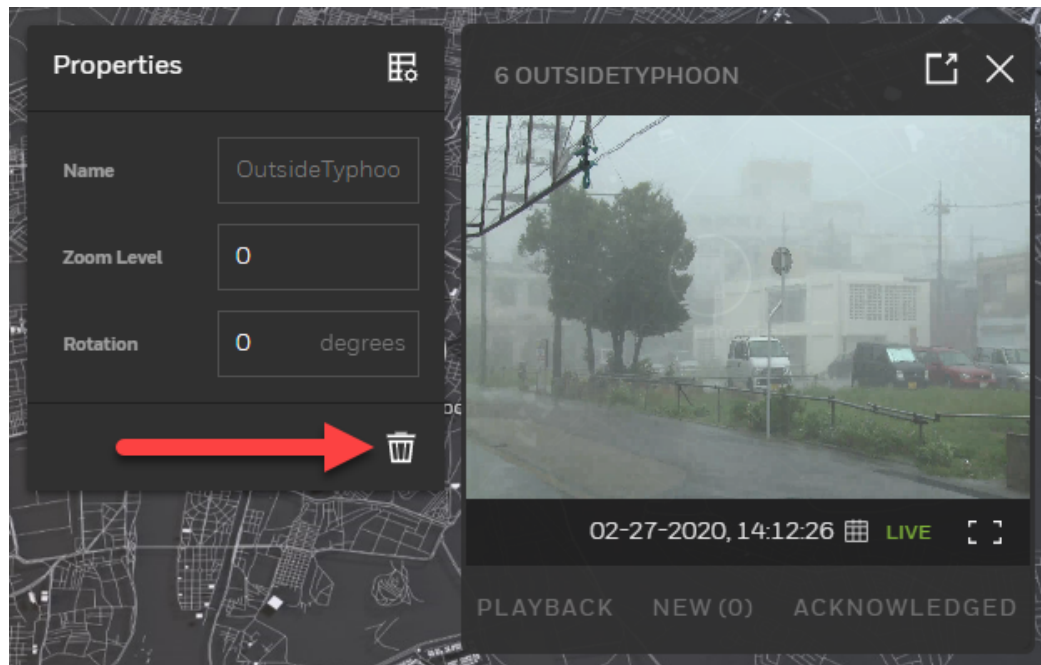 Properties
Name
OutsideTyphoo
Zoom Level
0
Rotation
0 degrees
6 OUTSIDETYPHOON
02-27-2020, 14:12:26 LIVE
PLAYBACK NEW (0) ACKNOWLEDGED